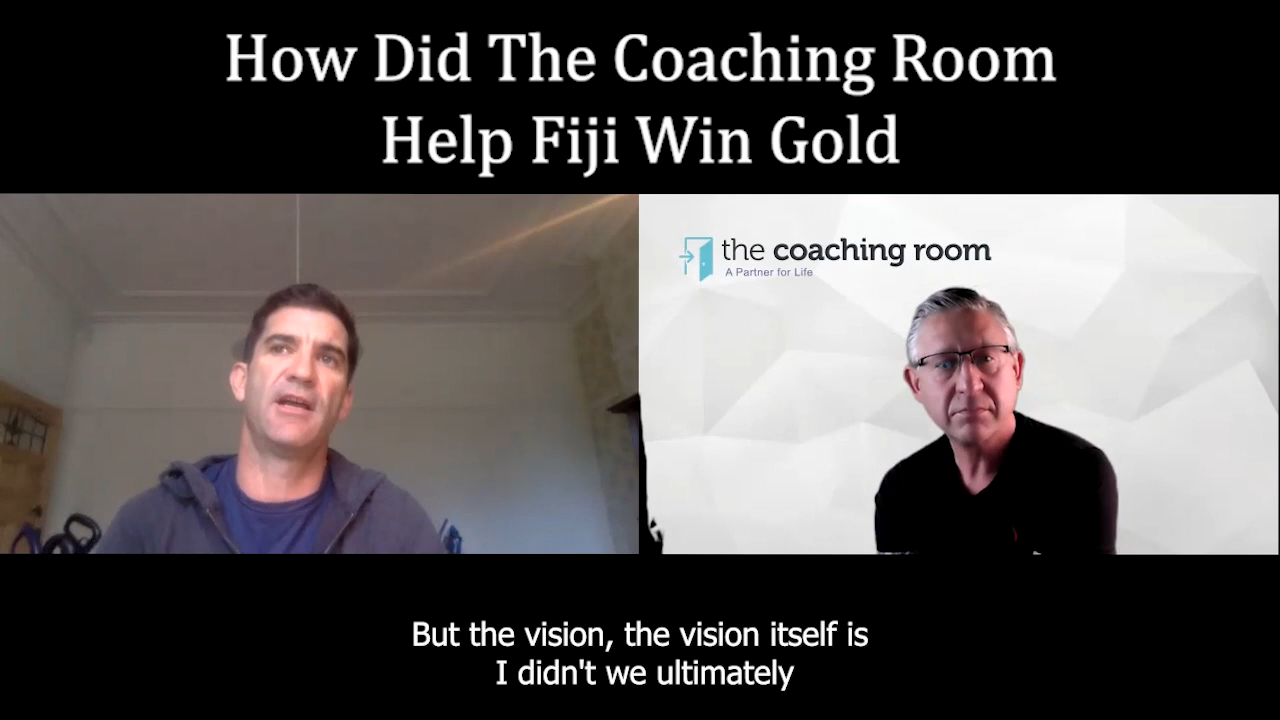 How Did The Coaching Room
Help Fiji Win Gold
the coaching room
A Partner for Life
But the vision, the vision itself is
I didn't we ultimately